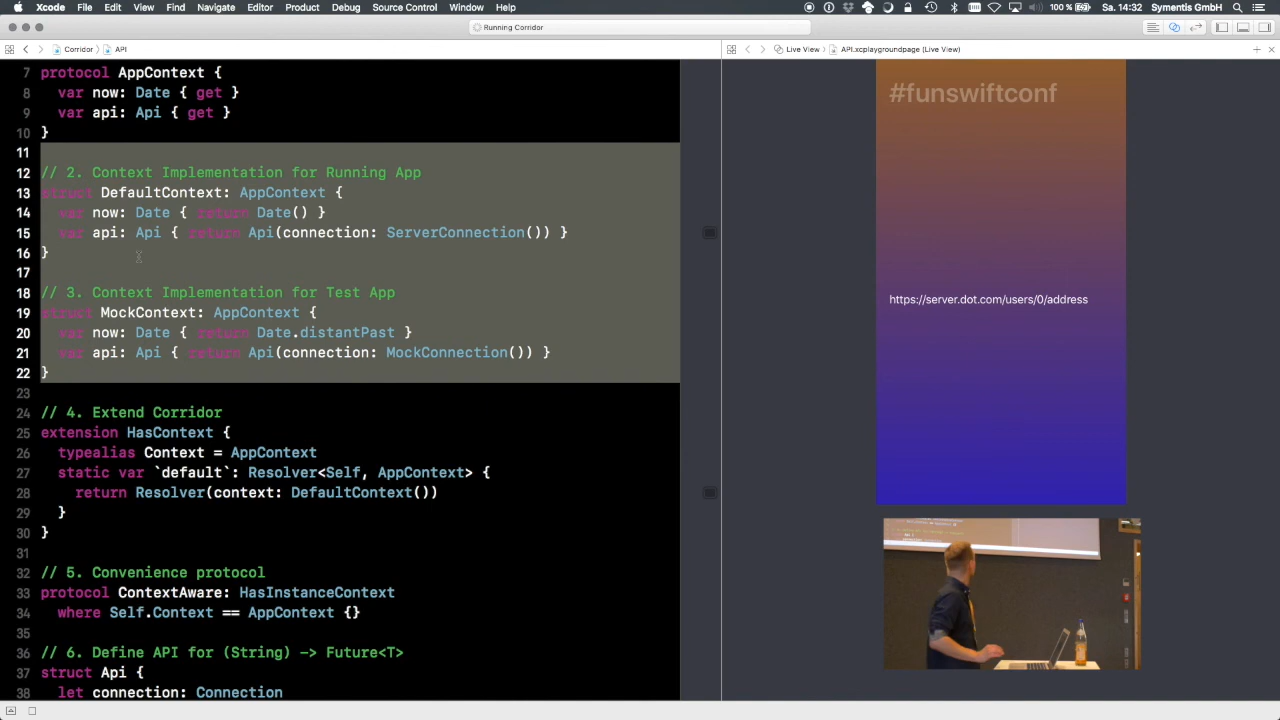 Xcode File Edit View Find Navigate Editor Product Debug Source Control Window Help
100 % Sa. 14:32 Symentis GmbH
Running Corridor
Corridor API
Live View API.xcplaygroundpage (Live View)
7 protocol AppContext {
8 var now: Date { get }
9 var api: Api { get }
10 }
11
12 // 2. Context Implementation for Running App
13 struct DefaultContext: AppContext {
14 var now: Date { return Date() }
15 var api: Api { return Api(connection: ServerConnection()) }
16 }
17
18 // 3. Context Implementation for Test App
19 struct MockContext: AppContext {
20 var now: Date { return Date.distantPast }
21 var api: Api { return Api(connection: MockConnection()) }
22 }
23
24 // 4. Extend Corridor
25 extension HasContext {
26 typealias Context = AppContext
27 static var `default`: Resolver<Self, AppContext> {
28 return Resolver(context: DefaultContext())
29 }
30 }
31
32 // 5. Convenience protocol
33 protocol ContextAware: HasInstanceContext
34 where Self.Context == AppContext {}
35
36 // 6. Define API for (String) -> Future<T>
37 struct Api {
38 let connection: Connection
#funswiftconf
https://server.dot.com/users/0/address